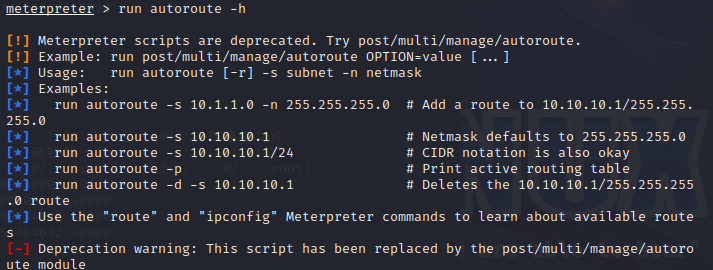 meterpreter > run autoroute -h
[!] Meterpreter scripts are deprecated. Try post/multi/manage/autoroute.
[!] Example: run post/multi/manage/autoroute OPTION=value [ ... ]
[*] Usage:   run autoroute [-r] -s subnet -n netmask
[*] Examples:
[*]   run autoroute -s 10.1.1.0 -n 255.255.255.0  # Add a route to 10.10.10.1/255.255.
255.0
[*]   run autoroute -s 10.10.10.1                 # Netmask defaults to 255.255.255.0
[*]   run autoroute -s 10.10.10.1/24              # CIDR notation is also okay
[*]   run autoroute -p                            # Print active routing table
[*]   run autoroute -d -s 10.10.10.1              # Deletes the 10.10.10.1/255.255.255
.0 route
[*] Use the "route" and "ipconfig" Meterpreter commands to learn about available route
s
[-] Deprecation warning: This script has been replaced by the post/multi/manage/autoro
ute module